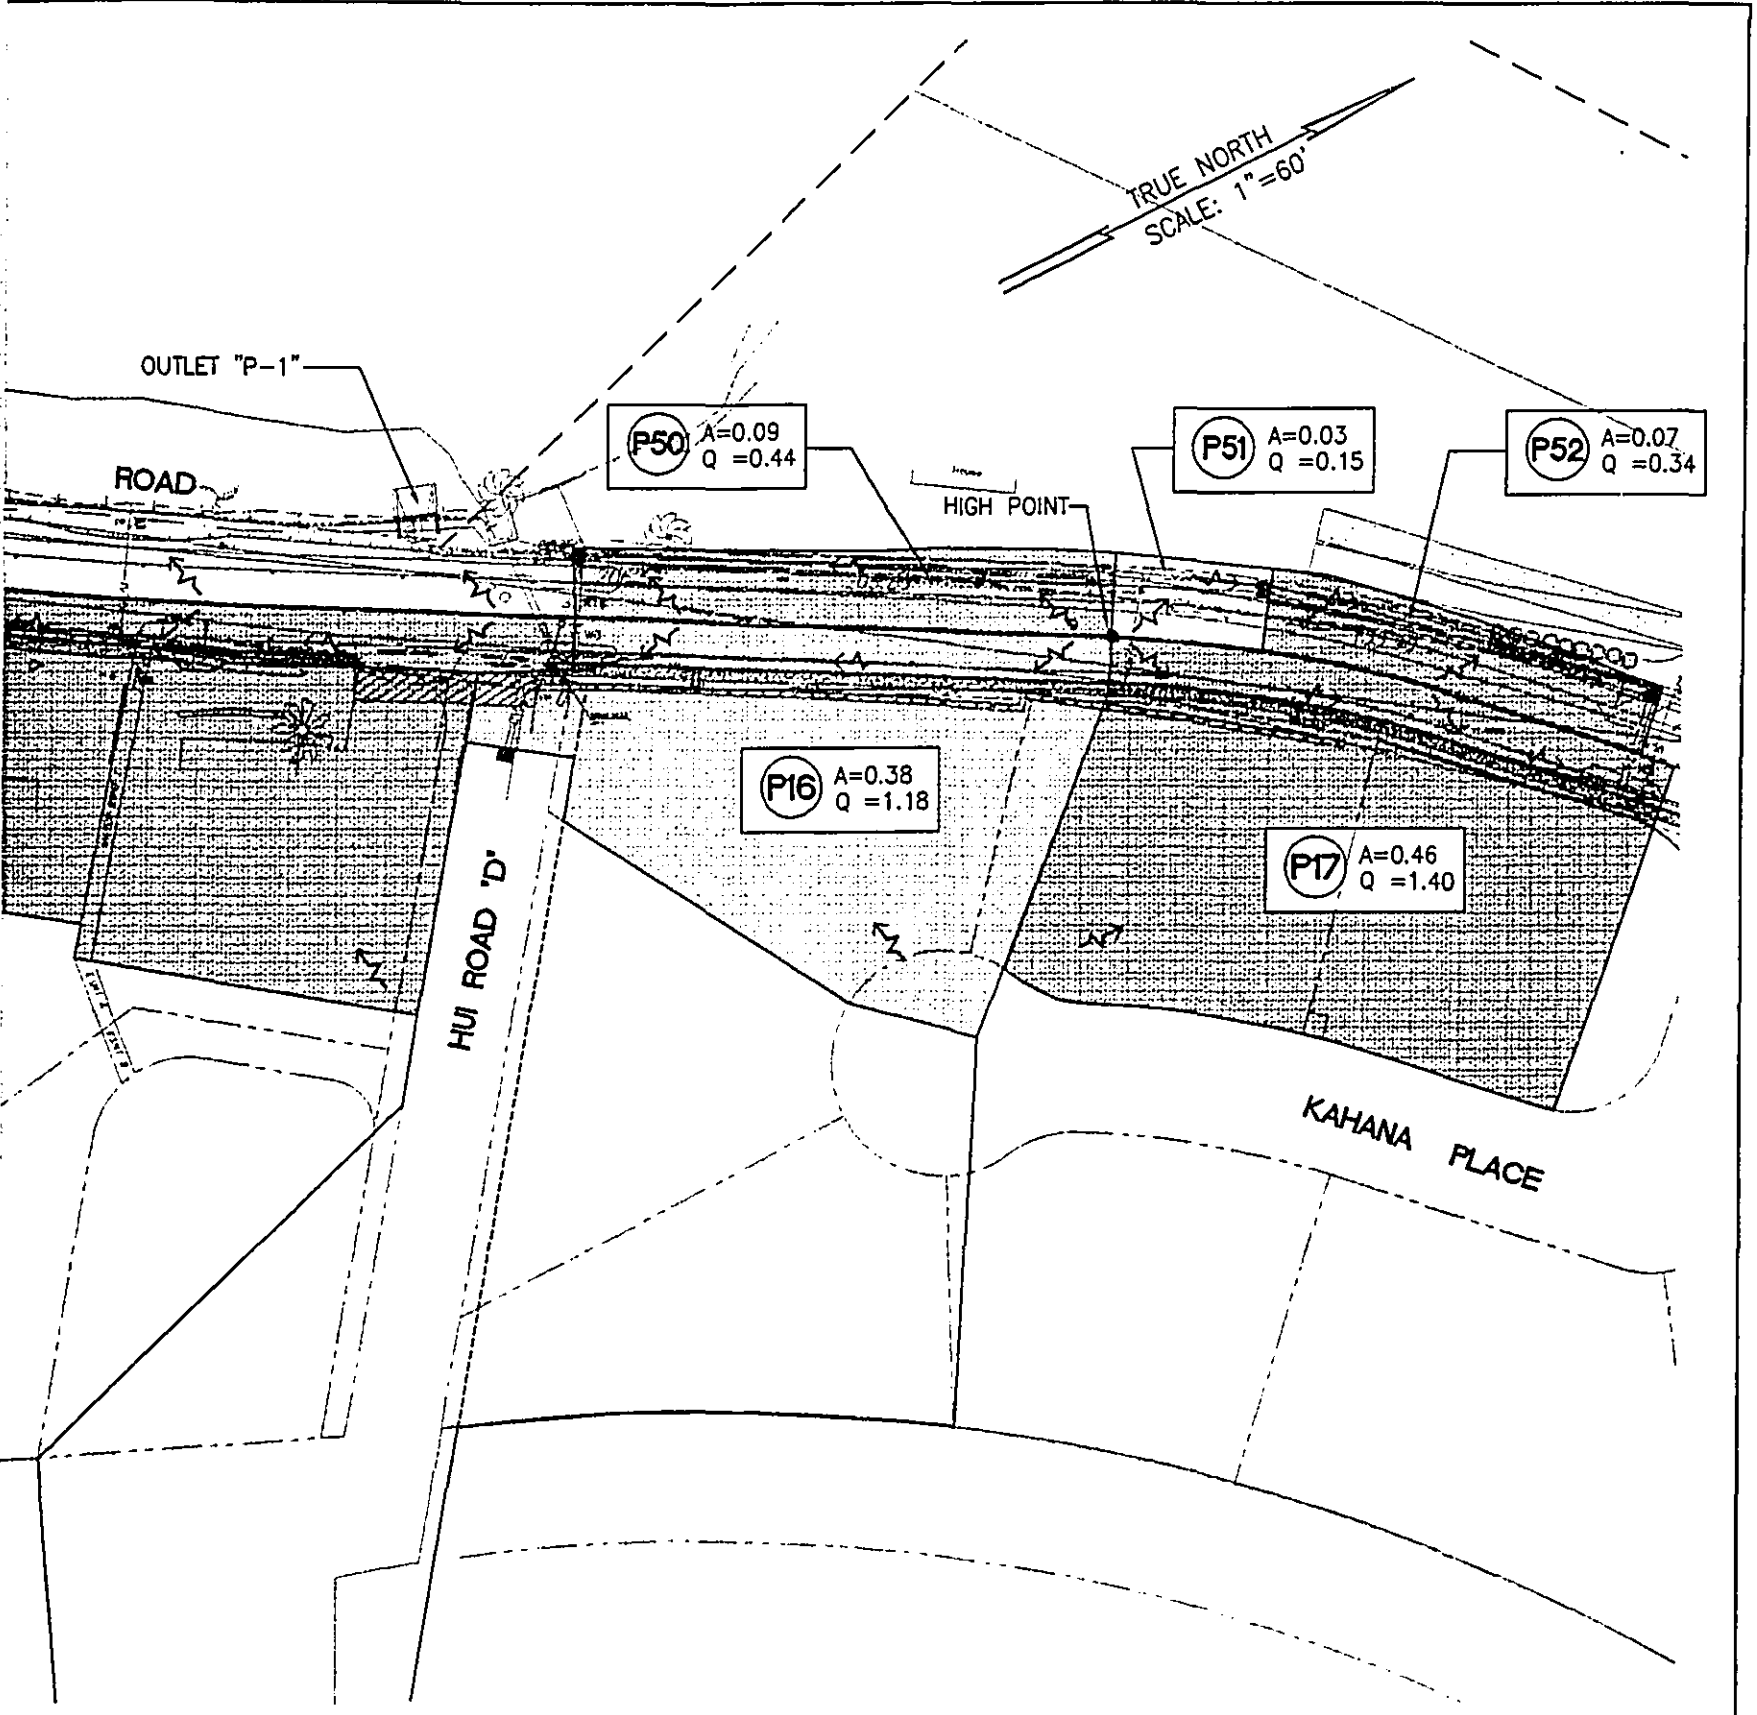 TRUE NORTH
SCALE: 1"=60'
OUTLET "P-1"
P50 A=0.09
Q =0.44
P51 A=0.03
Q =0.15
P52 A=0.07
Q =0.34
House
ROAD
HIGH POINT
P16 A=0.38
Q =1.18
P17 A=0.46
Q =1.40
HUI ROAD 'D'
KAHANA PLACE